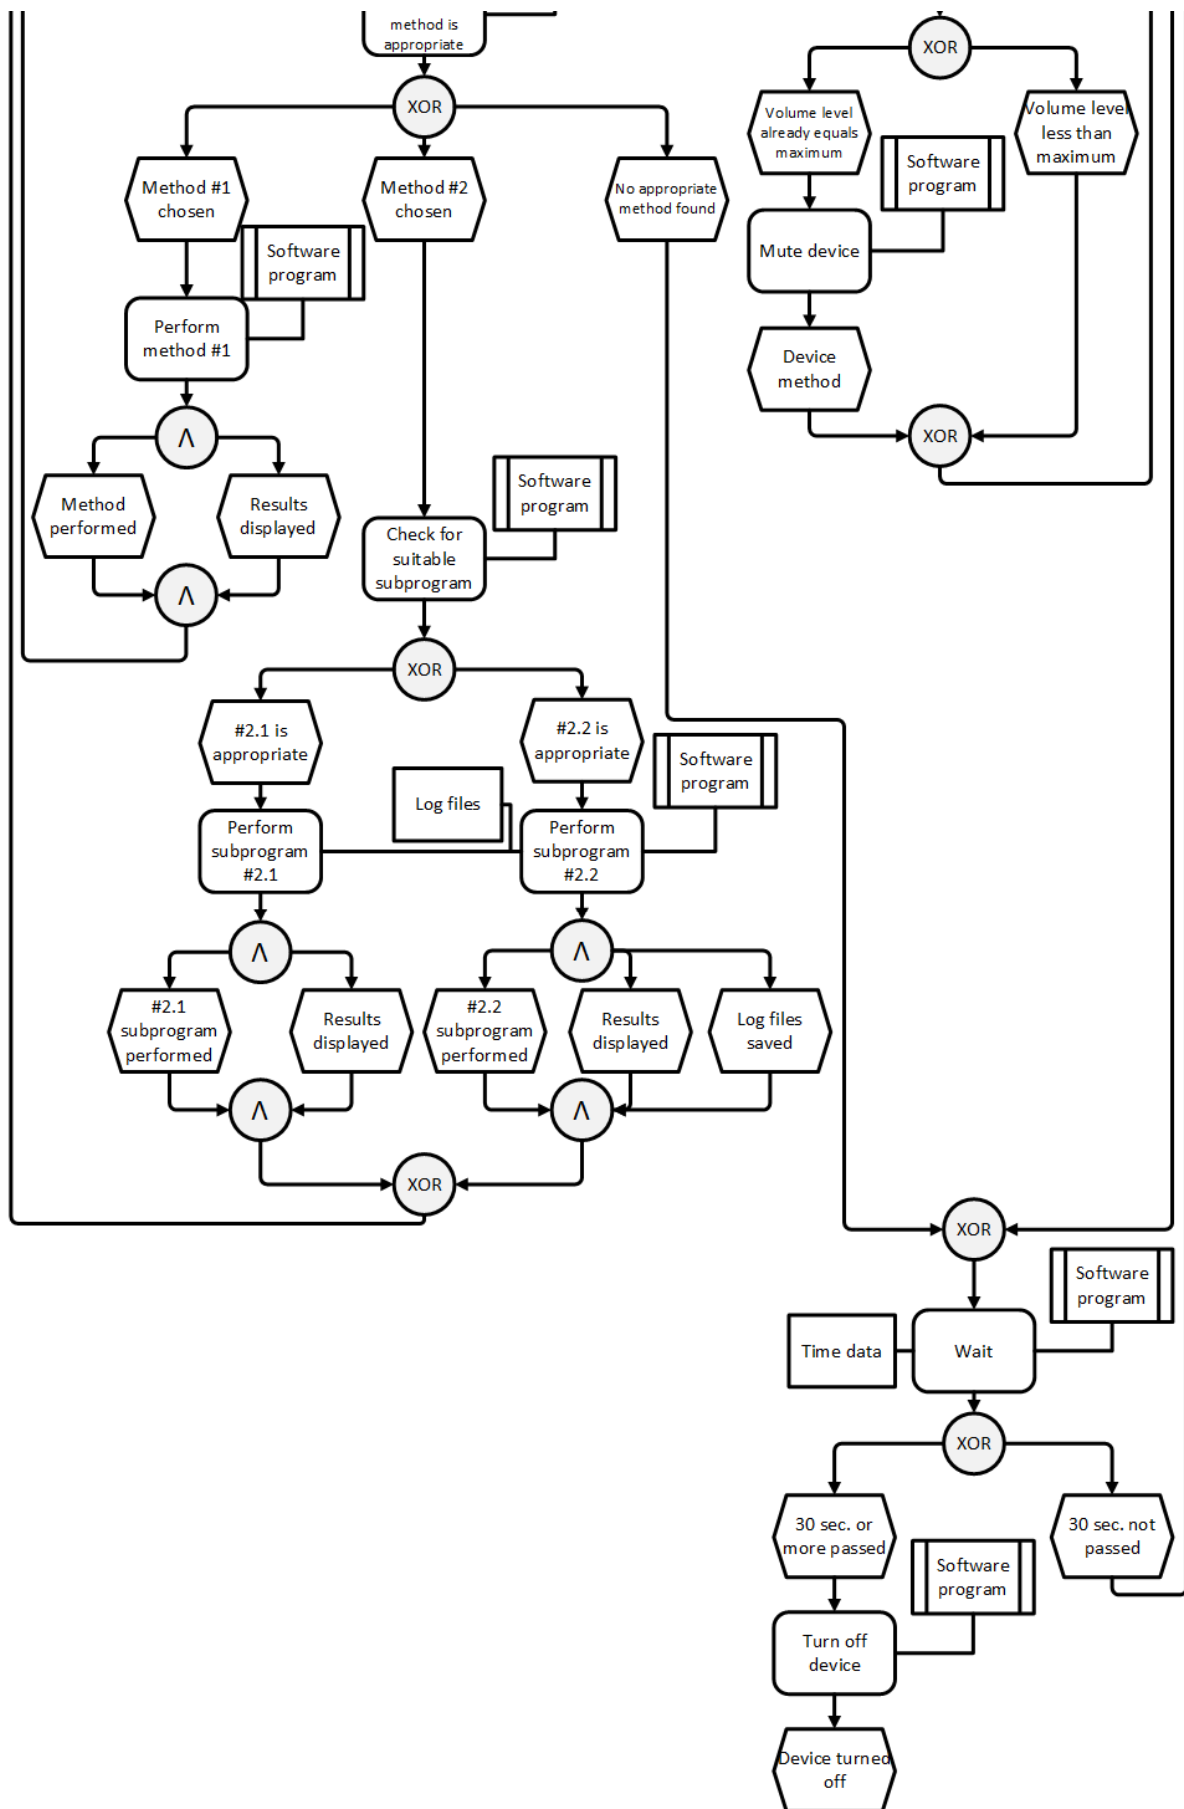 method is
appropriate
XOR
XOR
Method #1
chosen
Method #2
chosen
No appropriate
method found
Volume level
already equals
maximum
Volume level
less than
maximum
Software
program
Software
program
Mute device
Perform
method #1
Device
method
XOR
Λ
Method
performed
Results
displayed
Software
program
Check for
suitable
subprogram
Λ
XOR
#2.1 is
appropriate
#2.2 is
appropriate
Software
program
Log files
Perform
subprogram
#2.1
Perform
subprogram
#2.2
Λ
Λ
#2.1
subprogram
performed
Results
displayed
#2.2
subprogram
performed
Results
displayed
Log files
saved
Λ
Λ
XOR
XOR
Software
program
Time data
Wait
XOR
30 sec. or
more passed
30 sec. not
passed
Software
program
Turn off
device
Device turned
off